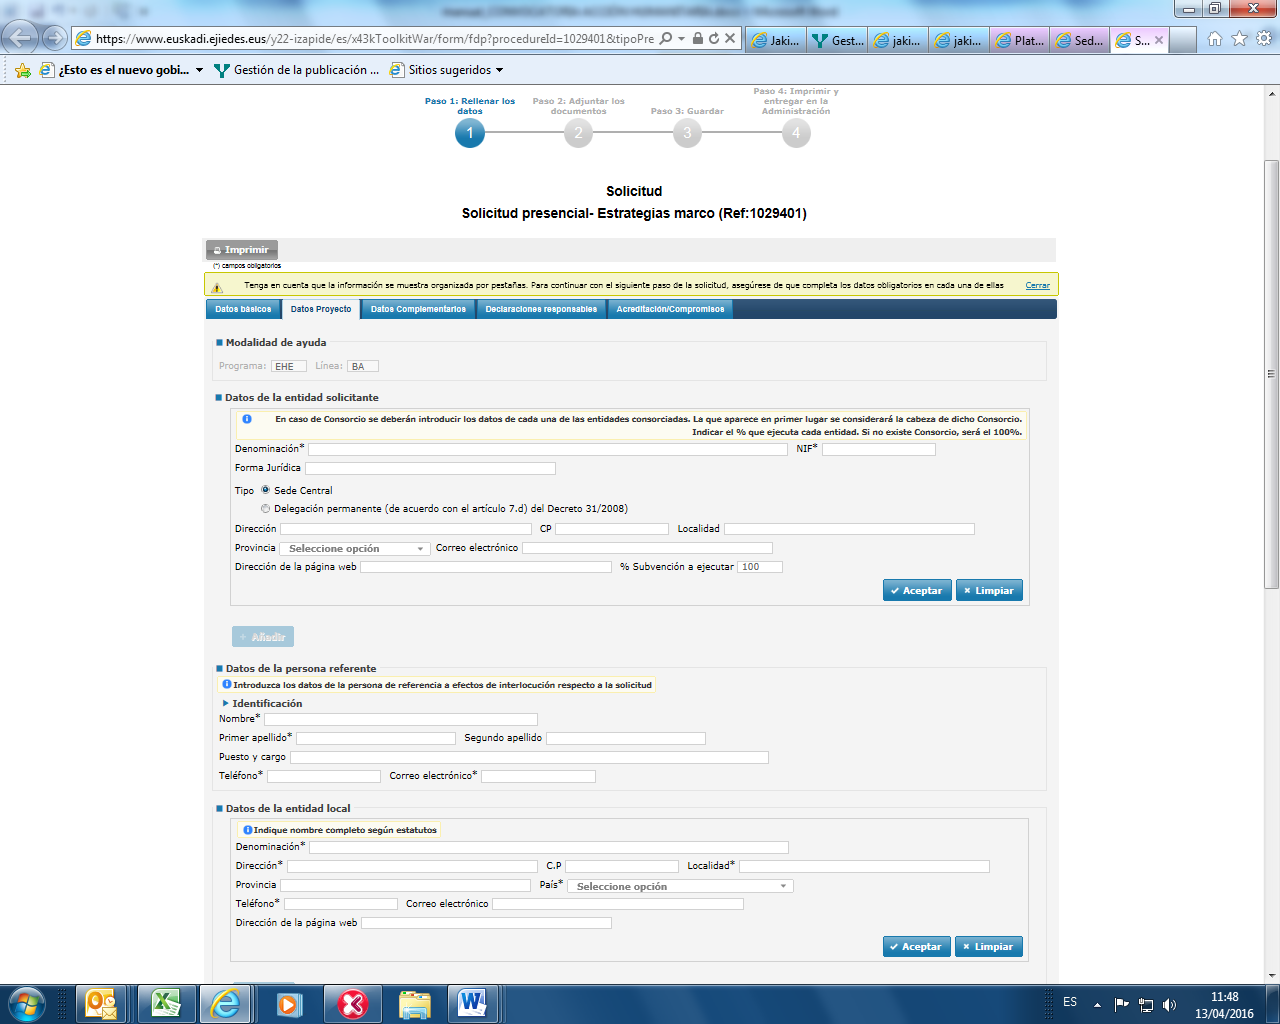 https://www.euskadi.ejiedes.eus/y22-izapide/es/x43kToolkitWar/form/fdp?procedureId=1029401&tipoPre
Jaki...
Gest...
jaki...
jaki...
Plat...
Sed...
S...
¿Esto es el nuevo gobi...
Gestión de la publicación ...
Sitios sugeridos
Paso 1: Rellenar los datos
Paso 2: Adjuntar los documentos
Paso 3: Guardar
Paso 4: Imprimir y entregar en la Administración
1 2 3 4
Solicitud
Solicitud presencial- Estrategias marco (Ref:1029401)
Imprimir
(*) campos obligatorios
Tenga en cuenta que la información se muestra organizada por pestañas. Para continuar con el siguiente paso de la solicitud, asegúrese de que completa los datos obligatorios en cada una de ellas Cerrar
Datos básicos Datos Proyecto Datos Complementarios Declaraciones responsables Acreditación/Compromisos
Modalidad de ayuda
Programa: EHE Línea: BA
Datos de la entidad solicitante
En caso de Consorcio se deberán introducir los datos de cada una de las entidades consorciadas. La que aparece en primer lugar se considerará la cabeza de dicho Consorcio.
Indicar el % que ejecuta cada entidad. Si no existe Consorcio, será el 100%.
Denominación* NIF*
Forma Jurídica
Tipo Sede Central
Delegación permanente (de acuerdo con el artículo 7.d) del Decreto 31/2008)
Dirección CP Localidad
Provincia Seleccione opción Correo electrónico
Dirección de la página web % Subvención a ejecutar 100
Aceptar Limpiar
+ Añadir
Datos de la persona referente
Introduzca los datos de la persona de referencia a efectos de interlocución respecto a la solicitud
Identificación
Nombre*
Primer apellido* Segundo apellido
Puesto y cargo
Teléfono* Correo electrónico*
Datos de la entidad local
Indique nombre completo según estatutos
Denominación*
Dirección* C.P Localidad*
Provincia País* Seleccione opción
Teléfono* Correo electrónico
Dirección de la página web
Aceptar Limpiar
ES
11:48
13/04/2016